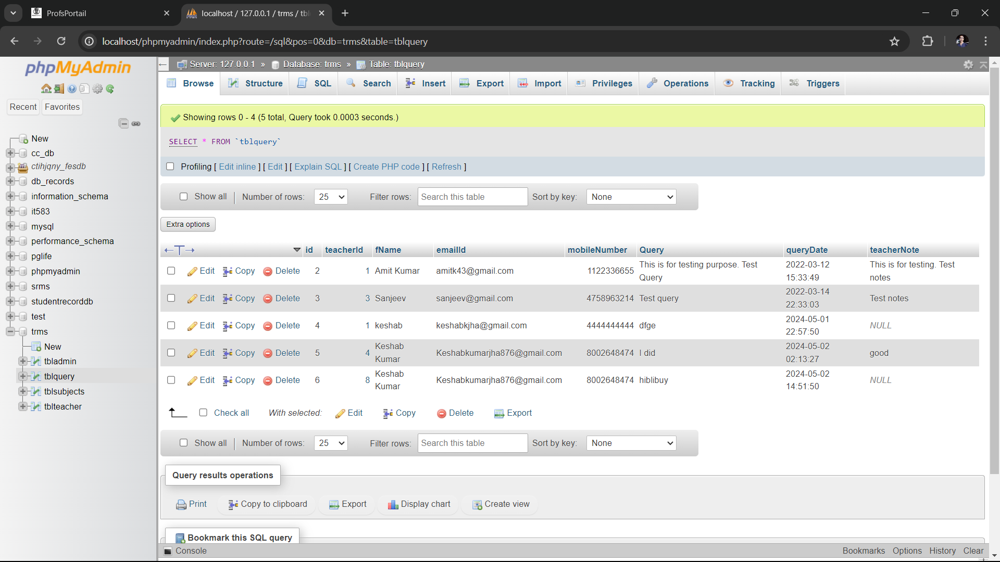 ProfsPortail
localhost / 127.0.0.1 / trms / tbl
localhost/phpmyadmin/index.php?route=/sql&pos=0&db=trms&table=tblquery
phpMyAdmin
Recent
Favorites
New
cc_db
ctihjqny_fesdb
db_records
information_schema
it583
mysql
performance_schema
pglife
phpmyadmin
srms
studentrecorddb
test
trms
New
tbladmin
tblquery
tblsubjects
tblteacher
Server: 127.0.0.1 » Database: trms » Table: tblquery
Browse Structure SQL Search Insert Export Import Privileges Operations Tracking Triggers
Showing rows 0 - 4 (5 total, Query took 0.0003 seconds.)
SELECT * FROM `tblquery`
Profiling [ Edit inline ] [ Edit ] [ Explain SQL ] [ Create PHP code ] [ Refresh ]
Show all | Number of rows: 25 Filter rows: Search this table Sort by key: None
Extra options
id teacherId fName emailId mobileNumber Query queryDate teacherNote
Edit Copy Delete 2 1 Amit Kumar amitk43@gmail.com 1122336655 This is for testing purpose. Test Query 2022-03-12 15:33:49 This is for testing. Test notes
Edit Copy Delete 3 3 Sanjeev sanjeev@gmail.com 4758963214 Test query 2022-03-14 22:33:03 Test notes
Edit Copy Delete 4 1 keshab keshabkjha@gmail.com 4444444444 dfge 2024-05-01 22:57:50 NULL
Edit Copy Delete 5 4 Keshab Kumar Keshabkumarjha876@gmail.com 8002648474 I did 2024-05-02 02:13:27 good
Edit Copy Delete 6 8 Keshab Kumar Keshabkumarjha876@gmail.com 8002648474 hiblibuy 2024-05-02 14:51:50 NULL
Check all With selected: Edit Copy Delete Export
Show all | Number of rows: 25 Filter rows: Search this table Sort by key: None
Query results operations
Print Copy to clipboard Export Display chart Create view
Bookmark this SQL query
Console Bookmarks Options History Clear